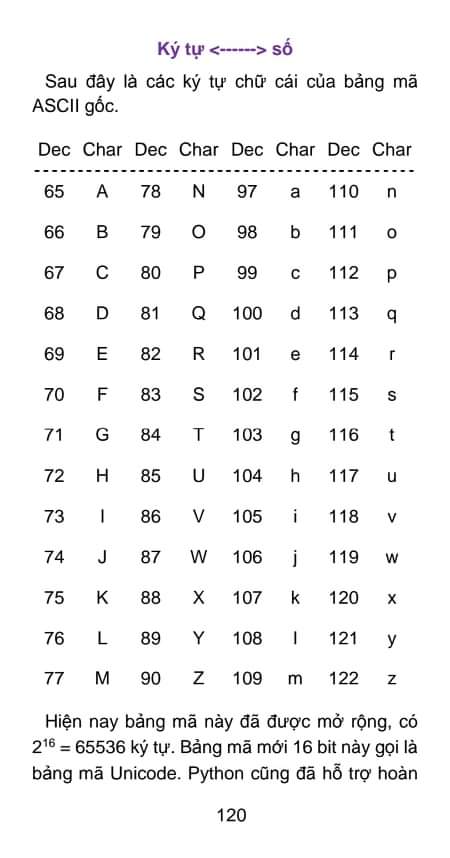 Ký tự <------> số
Sau đây là các ký tự chữ cái của bảng mã
ASCII gốc.
Dec Char Dec Char Dec Char Dec Char
65 A 78 N 97 a 110 n
66 B 79 O 98 b 111 o
67 C 80 P 99 c 112 p
68 D 81 Q 100 d 113 q
69 E 82 R 101 e 114 r
70 F 83 S 102 f 115 s
71 G 84 T 103 g 116 t
72 H 85 U 104 h 117 u
73 I 86 V 105 i 118 v
74 J 87 W 106 j 119 w
75 K 88 X 107 k 120 x
76 L 89 Y 108 l 121 y
77 M 90 Z 109 m 122 z
Hiện nay bảng mã này đã được mở rộng, có
2¹⁶ = 65536 ký tự. Bảng mã mới 16 bit này gọi là
bảng mã Unicode. Python cũng đã hỗ trợ hoàn
120